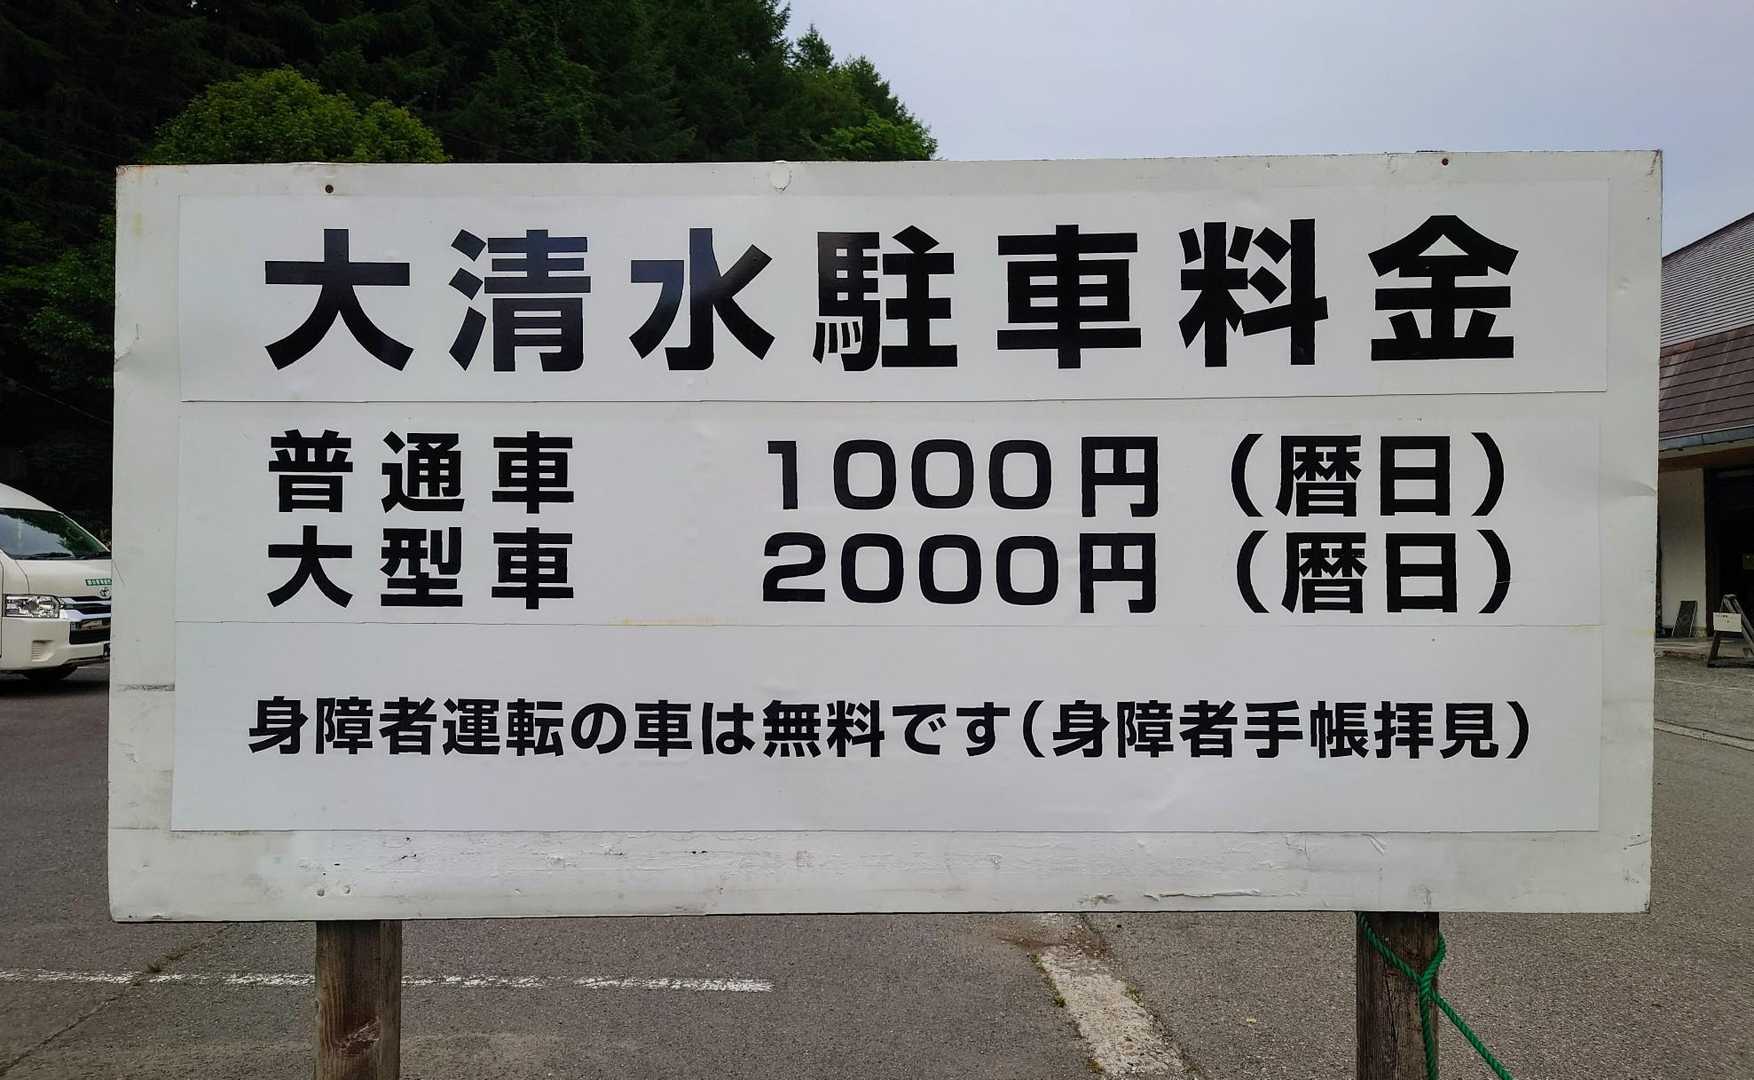 大清水駐車料金
普通車 1000円（暦日）
大型車 2000円（暦日）
身障者運転の車は無料です（身障者手帳拝見）